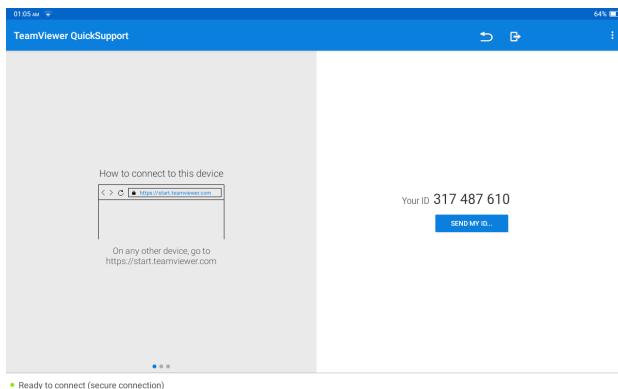 01:05 AM
64%
TeamViewer QuickSupport
How to connect to this device
https://start.teamviewer.com
On any other device, go to
https://start.teamviewer.com
Your ID 317 487 610
SEND MY ID...
Ready to connect (secure connection)